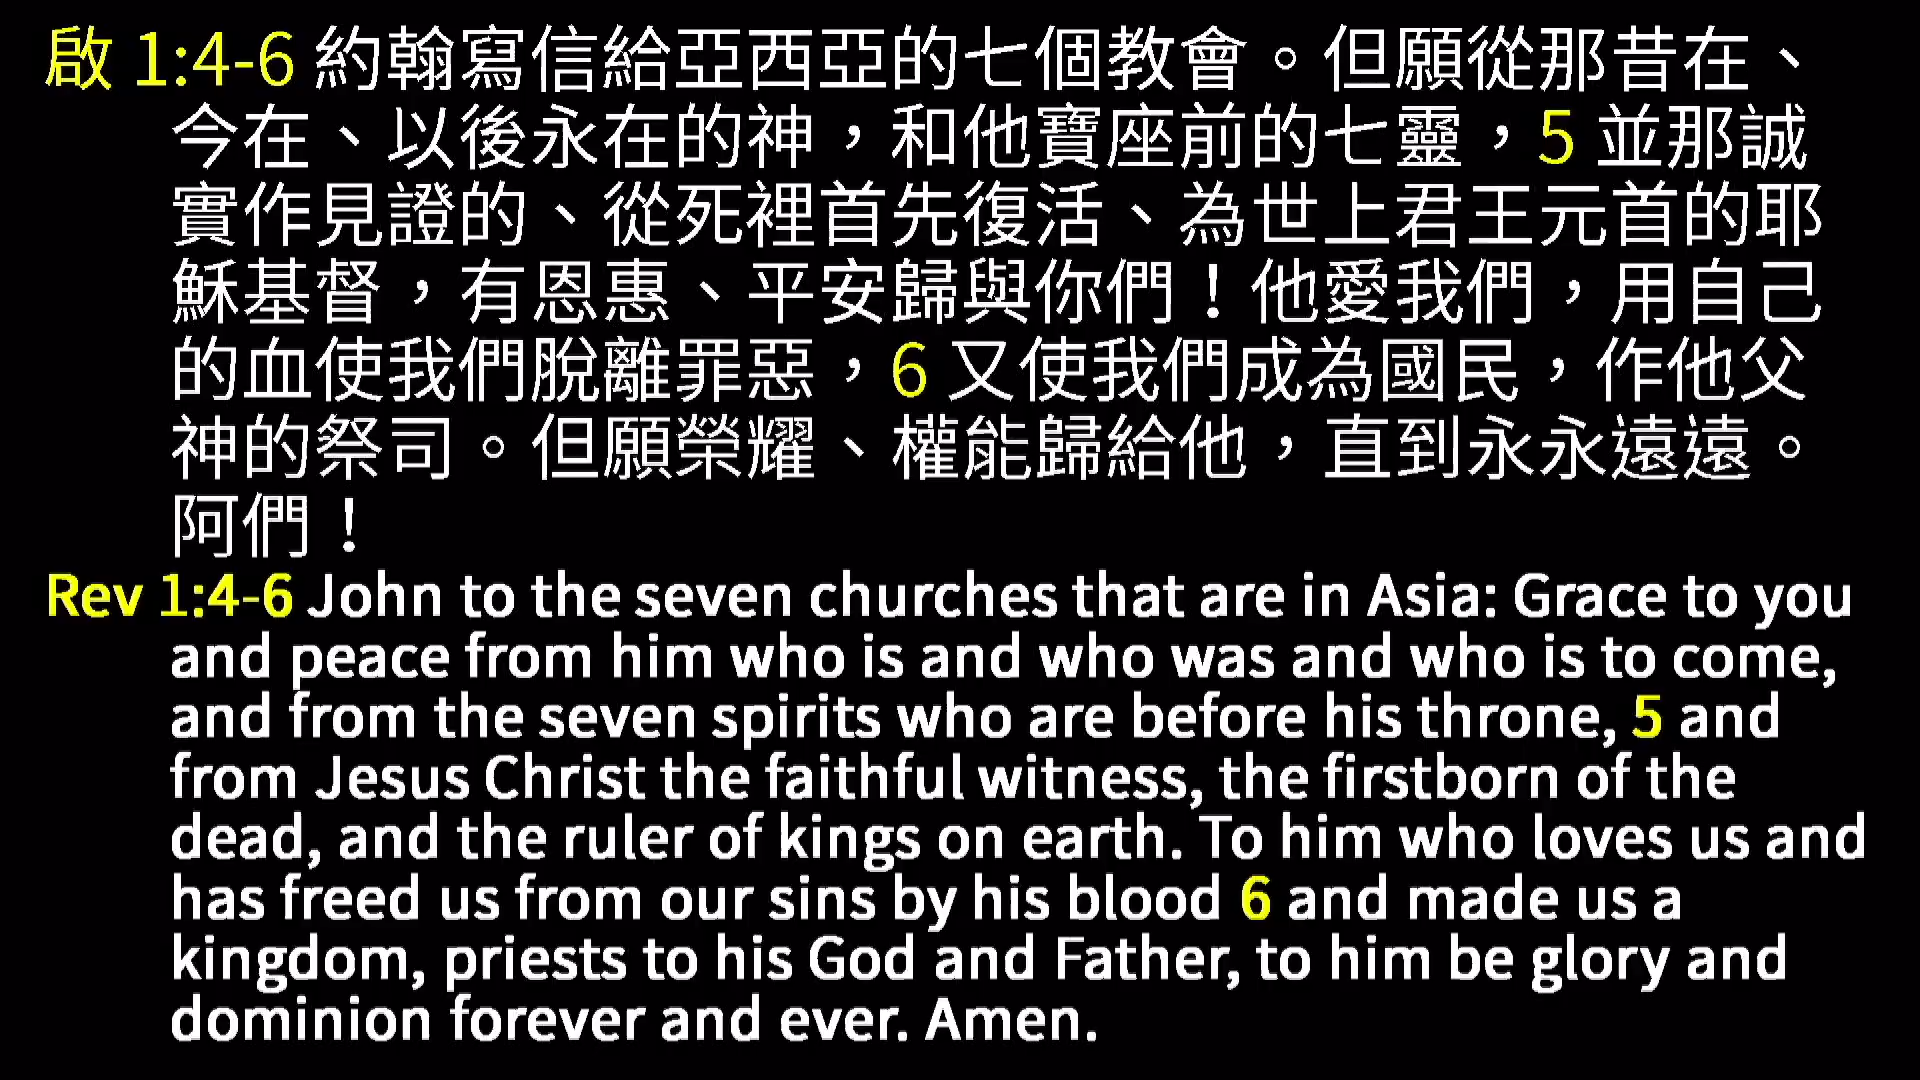 啟 1:4-6 約翰寫信給亞西亞的七個教會。但願從那昔在、
今在、以後永在的神，和他寶座前的七靈，5 並那誠
實作見證的、從死裡首先復活、為世上君王元首的耶
穌基督，有恩惠、平安歸與你們！他愛我們，用自己
的血使我們脫離罪惡，6 又使我們成為國民，作他父
神的祭司。但願榮耀、權能歸給他，直到永永遠遠。
阿們！
Rev 1:4-6 John to the seven churches that are in Asia: Grace to you
and peace from him who is and who was and who is to come,
and from the seven spirits who are before his throne, 5 and
from Jesus Christ the faithful witness, the firstborn of the
dead, and the ruler of kings on earth. To him who loves us and
has freed us from our sins by his blood 6 and made us a
kingdom, priests to his God and Father, to him be glory and
dominion forever and ever. Amen.